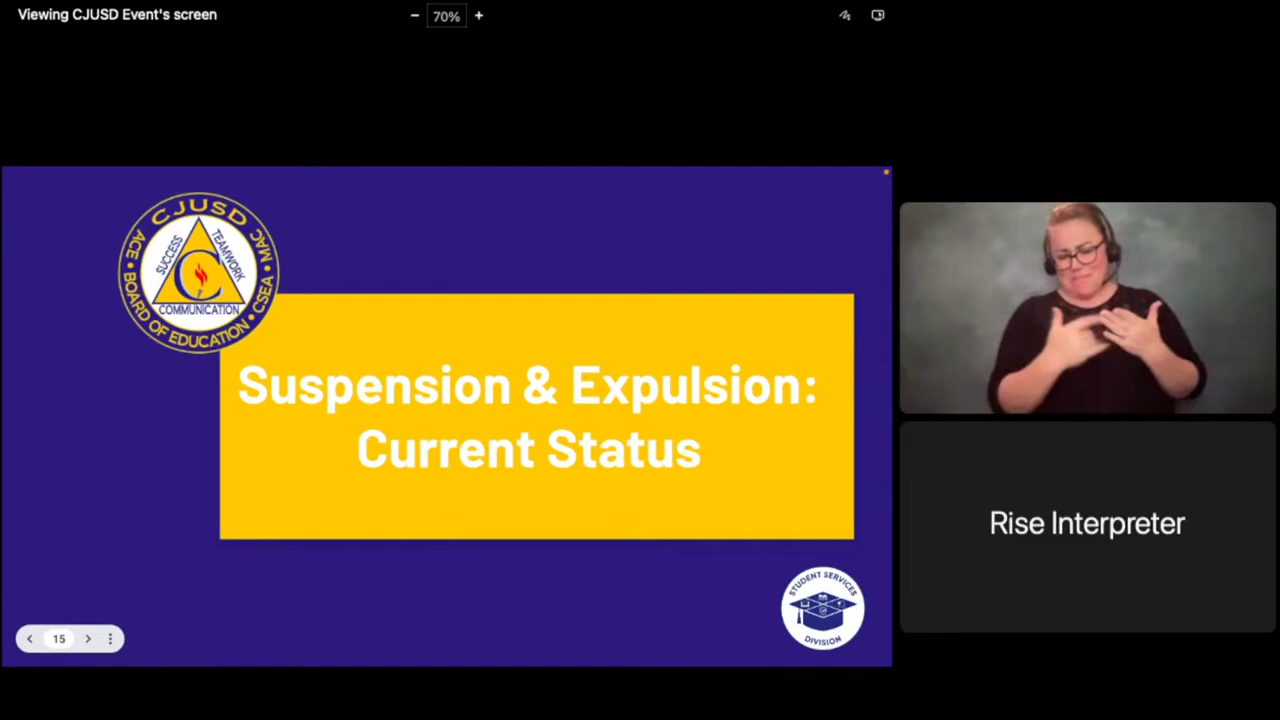 Viewing CJUSD Event's screen
70%
CJUSD
ACE • BOARD OF EDUCATION • CSEA • MAC
SUCCESS
TEAMWORK
C
COMMUNICATION
Suspension & Expulsion:
Current Status
STUDENT SERVICES
DIVISION
15
Rise Interpreter